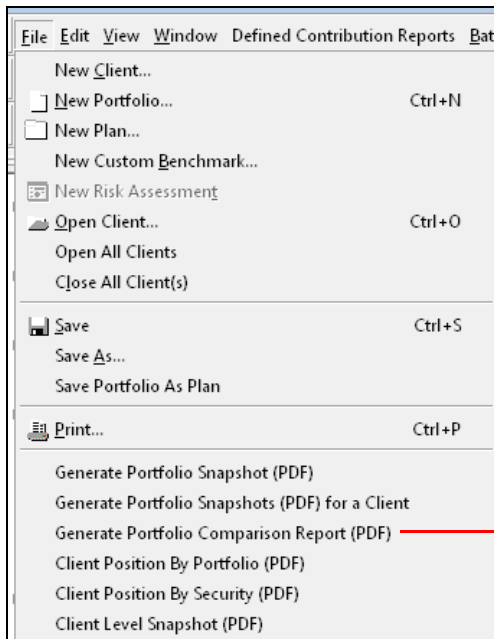 File Edit View Window Defined Contribution Reports Bat
New Client...
New Portfolio... Ctrl+N
New Plan...
New Custom Benchmark...
New Risk Assessment
Open Client... Ctrl+O
Open All Clients
Close All Client(s)
Save Ctrl+S
Save As...
Save Portfolio As Plan
Print... Ctrl+P
Generate Portfolio Snapshot (PDF)
Generate Portfolio Snapshots (PDF) for a Client
Generate Portfolio Comparison Report (PDF)
Client Position By Portfolio (PDF)
Client Position By Security (PDF)
Client Level Snapshot (PDF)